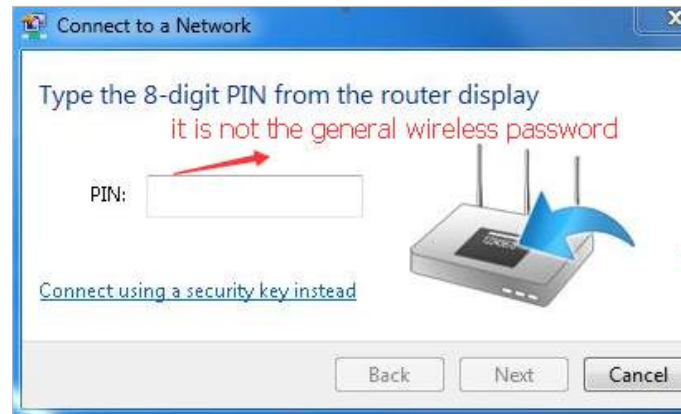 Connect to a Network
Type the 8-digit PIN from the router display
it is not the general wireless password
PIN:
Connect using a security key instead
Back Next Cancel